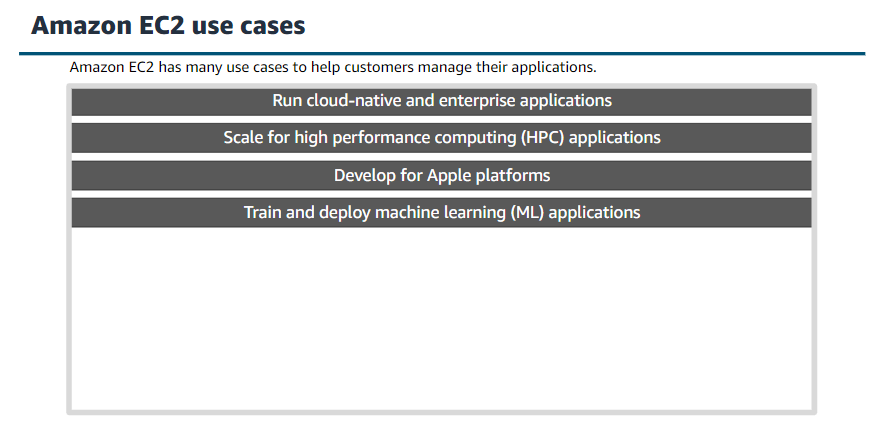 Amazon EC2 use cases
Amazon EC2 has many use cases to help customers manage their applications.
Run cloud-native and enterprise applications
Scale for high performance computing (HPC) applications
Develop for Apple platforms
Train and deploy machine learning (ML) applications